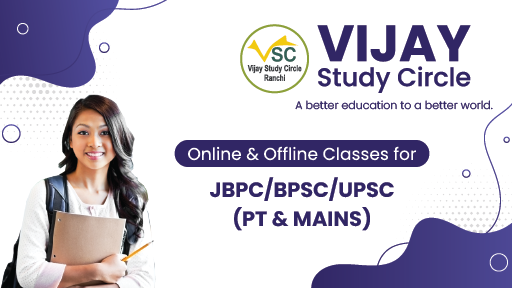 VSC
Vijay Study Circle
Ranchi
VIJAY
Study Circle
A better education to a better world.
Online & Offline Classes for
JBPC/BPSC/UPSC
(PT & MAINS)